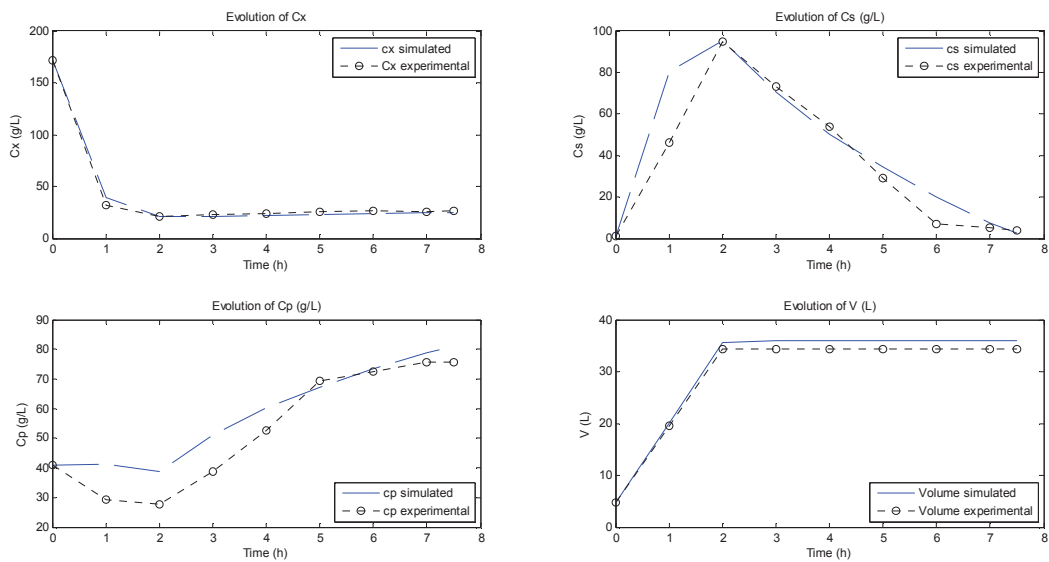 Evolution of Cx
200
150
100
50
0
Cx (g/L)
cx simulated
Cx experimental
0 1 2 3 4 5 6 7 8
Time (h)
Evolution of Cs (g/L)
100
80
60
40
20
0
Cs (g/L)
cs simulated
cs experimental
0 1 2 3 4 5 6 7 8
Time (h)
Evolution of Cp (g/L)
90
80
70
60
50
40
30
20
Cp (g/L)
cp simulated
cp experimental
0 1 2 3 4 5 6 7 8
Time (h)
Evolution of V (L)
40
30
20
10
0
V (L)
Volume simulated
Volume experimental
0 1 2 3 4 5 6 7 8
Time (h)